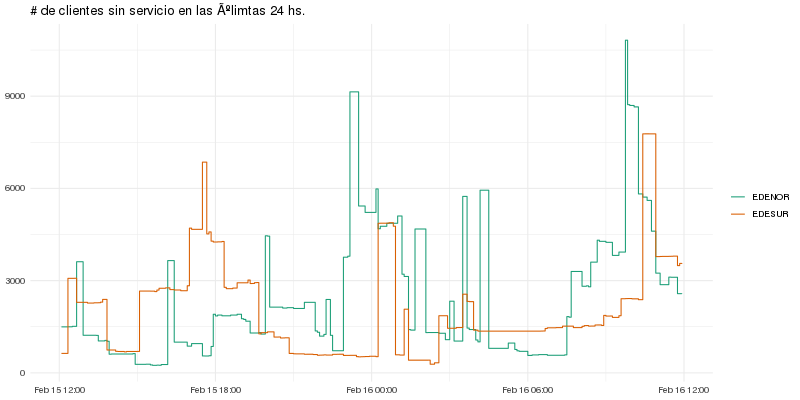 # de clientes sin servicio en las Ãºlimtas 24 hs.
9000
6000
3000
0
Feb 15 12:00
Feb 15 18:00
Feb 16 00:00
Feb 16 06:00
Feb 16 12:00
EDENOR
EDESUR